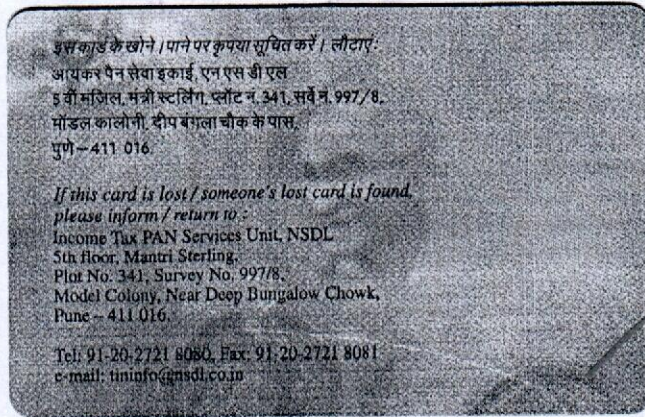 इस कार्ड के खोने / पाने पर कृपया सूचित करें । लौटाएं :
आयकर पेन सेवा इकाई, एन एस डी एल
5 वीं मंजिल, मंत्री स्टर्लिंग, प्लॉट नं. 341, सर्वे नं. 997/8,
मॉडल कालोनी, दीप बंगला चौक के पास,
पुणे – 411 016.
If this card is lost / someone's lost card is found,
please inform / return to :
Income Tax PAN Services Unit, NSDL
5th floor, Mantri Sterling,
Plot No. 341, Survey No. 997/8,
Model Colony, Near Deep Bungalow Chowk,
Pune – 411 016.
Tel: 91-20-2721 8080, Fax: 91-20-2721 8081
e-mail: tininfo@nsdl.co.in